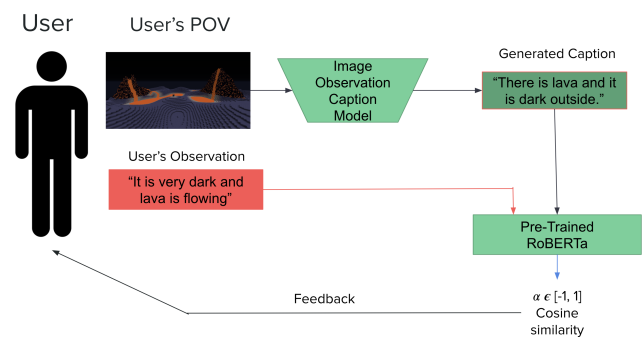 User
User's POV
Image
Observation
Caption
Model
Generated Caption
“There is lava and it
is dark outside.”
User's Observation
“It is very dark and
lava is flowing”
Pre-Trained
RoBERTa
α ϵ [-1, 1]
Cosine
similarity
Feedback